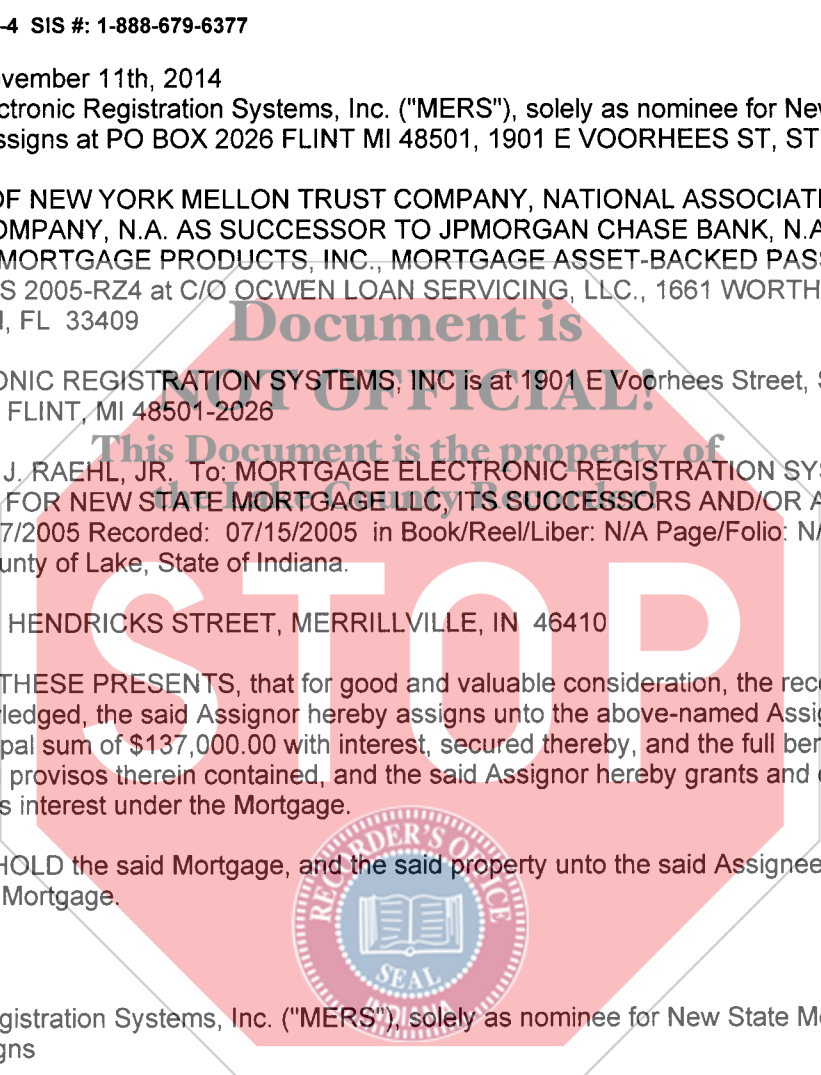 -4 SIS #: 1-888-679-6377
vember 11th, 2014
ctronic Registration Systems, Inc. ("MERS"), solely as nominee for Nev
ssigns at PO BOX 2026 FLINT MI 48501, 1901 E VOORHEES ST, ST
OF NEW YORK MELLON TRUST COMPANY, NATIONAL ASSOCIATI
OMPANY, N.A. AS SUCCESSOR TO JPMORGAN CHASE BANK, N.A
MORTGAGE PRODUCTS, INC., MORTGAGE ASSET-BACKED PASS
S 2005-RZ4 at C/O OCWEN LOAN SERVICING, LLC., 1661 WORTH
, FL 33409
Document is
NOT OFFICIAL!
ONIC REGISTRATION SYSTEMS, INC is at 1901 E Voorhees Street, S
FLINT, MI 48501-2026
This Document is the property of
the Lake County Recorder!
J. RAEHL, JR. To: MORTGAGE ELECTRONIC REGISTRATION SYS
FOR NEW STATE MORTGAGE LLC, ITS SUCCESSORS AND/OR A
7/2005 Recorded: 07/15/2005 in Book/Reel/Liber: N/A Page/Folio: N/
unty of Lake, State of Indiana.
STOP
HENDRICKS STREET, MERRILLVILLE, IN 46410
THESE PRESENTS, that for good and valuable consideration, the rece
ledged, the said Assignor hereby assigns unto the above-named Assig
pal sum of $137,000.00 with interest, secured thereby, and the full ben
provisos therein contained, and the said Assignor hereby grants and c
s interest under the Mortgage.
HOLD the said Mortgage, and the said property unto the said Assignee
Mortgage.
RECORDER'S OFFICE
SEAL
INDIANA
gistration Systems, Inc. ("MERS"), solely as nominee for New State Mo
gns